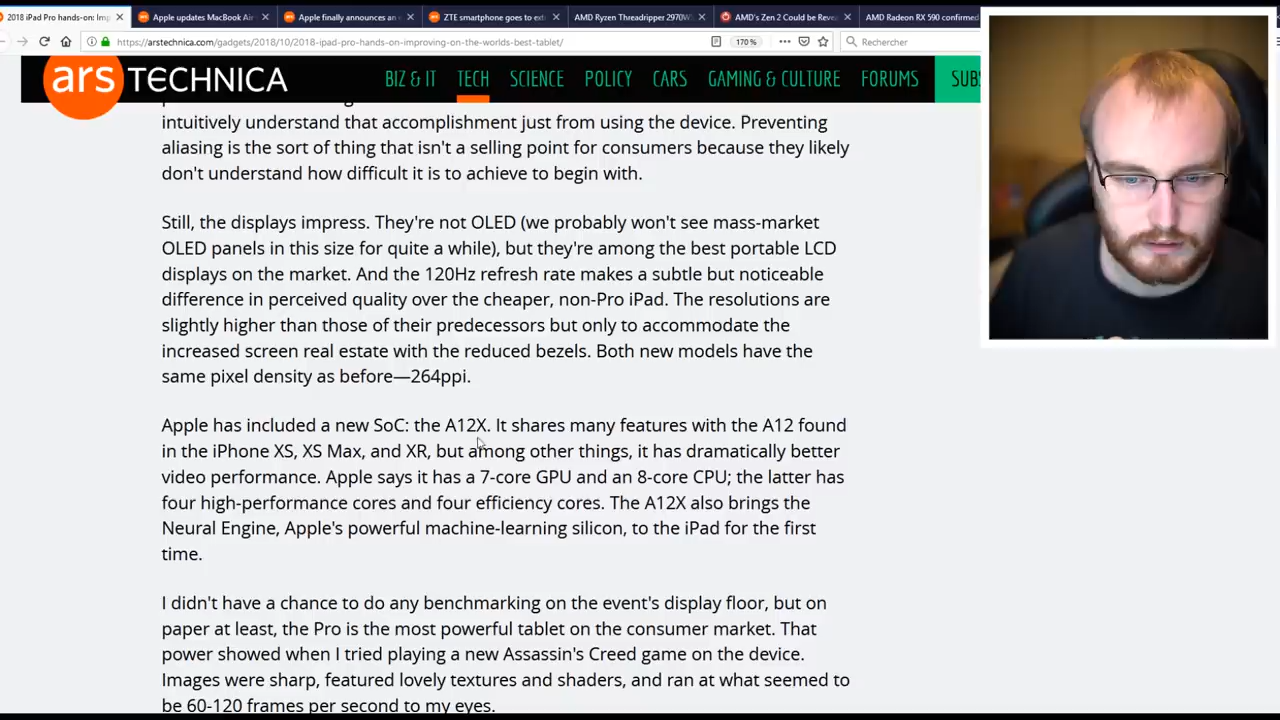 2018 iPad Pro hands-on: Imp
Apple updates MacBook Air
Apple finally announces an
ZTE smartphone goes to ext
AMD Ryzen Threadripper 2970W
AMD's Zen 2 Could be Reve
AMD Radeon RX 590 confirmed
https://arstechnica.com/gadgets/2018/10/2018-ipad-pro-hands-on-improving-on-the-worlds-best-tablet/
170 %
Rechercher
ars TECHNICA
BIZ & IT TECH SCIENCE POLICY CARS GAMING & CULTURE FORUMS SUBS
intuitively understand that accomplishment just from using the device. Preventing
aliasing is the sort of thing that isn't a selling point for consumers because they likely
don't understand how difficult it is to achieve to begin with.
Still, the displays impress. They're not OLED (we probably won't see mass-market
OLED panels in this size for quite a while), but they're among the best portable LCD
displays on the market. And the 120Hz refresh rate makes a subtle but noticeable
difference in perceived quality over the cheaper, non-Pro iPad. The resolutions are
slightly higher than those of their predecessors but only to accommodate the
increased screen real estate with the reduced bezels. Both new models have the
same pixel density as before—264ppi.
Apple has included a new SoC: the A12X. It shares many features with the A12 found
in the iPhone XS, XS Max, and XR, but among other things, it has dramatically better
video performance. Apple says it has a 7-core GPU and an 8-core CPU; the latter has
four high-performance cores and four efficiency cores. The A12X also brings the
Neural Engine, Apple's powerful machine-learning silicon, to the iPad for the first
time.
I didn't have a chance to do any benchmarking on the event's display floor, but on
paper at least, the Pro is the most powerful tablet on the consumer market. That
power showed when I tried playing a new Assassin's Creed game on the device.
Images were sharp, featured lovely textures and shaders, and ran at what seemed to
be 60-120 frames per second to my eyes.